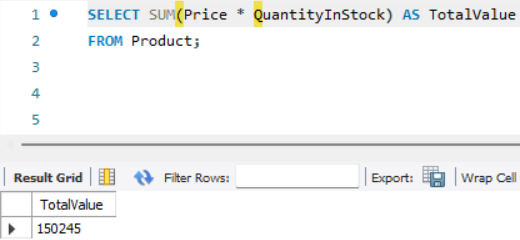 1 SELECT SUM(Price * QuantityInStock) AS TotalValue
2 FROM Product;
3
4
5
Result Grid Filter Rows: Export: Wrap Cell
TotalValue
150245